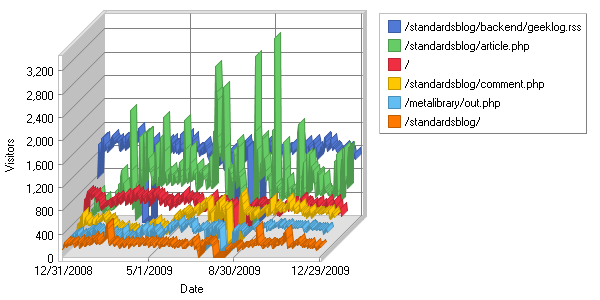 /standardsblog/backend/geeklog.rss
/standardsblog/article.php
/
/standardsblog/comment.php
/metalibrary/out.php
/standardsblog/
Visitors
3,200
2,800
2,400
2,000
1,600
1,200
800
400
0
12/31/2008 5/1/2009 8/30/2009 12/29/2009
Date